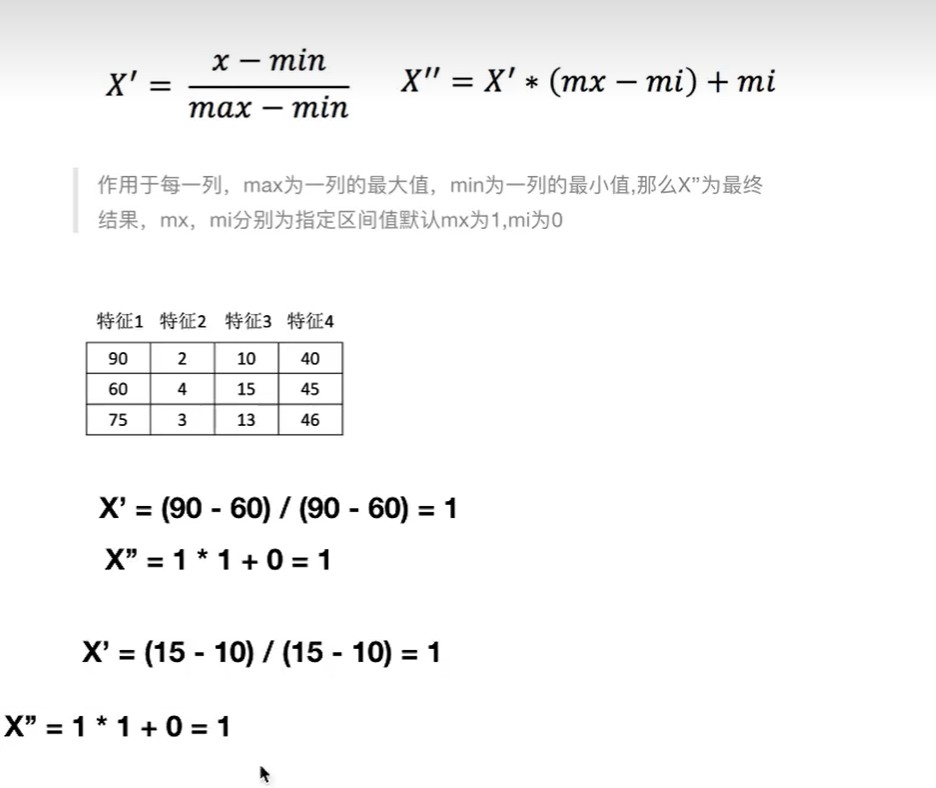 X′ = (x − min) / (max − min)    X″ = X′ * (mx − mi) + mi
作用于每一列，max为一列的最大值，min为一列的最小值,那么X”为最终
结果，mx，mi分别为指定区间值默认mx为1,mi为0
特征1 特征2 特征3 特征4
90 2 10 40
60 4 15 45
75 3 13 46
X’ = (90 - 60) / (90 - 60) = 1
X” = 1 * 1 + 0 = 1
X’ = (15 - 10) / (15 - 10) = 1
X” = 1 * 1 + 0 = 1